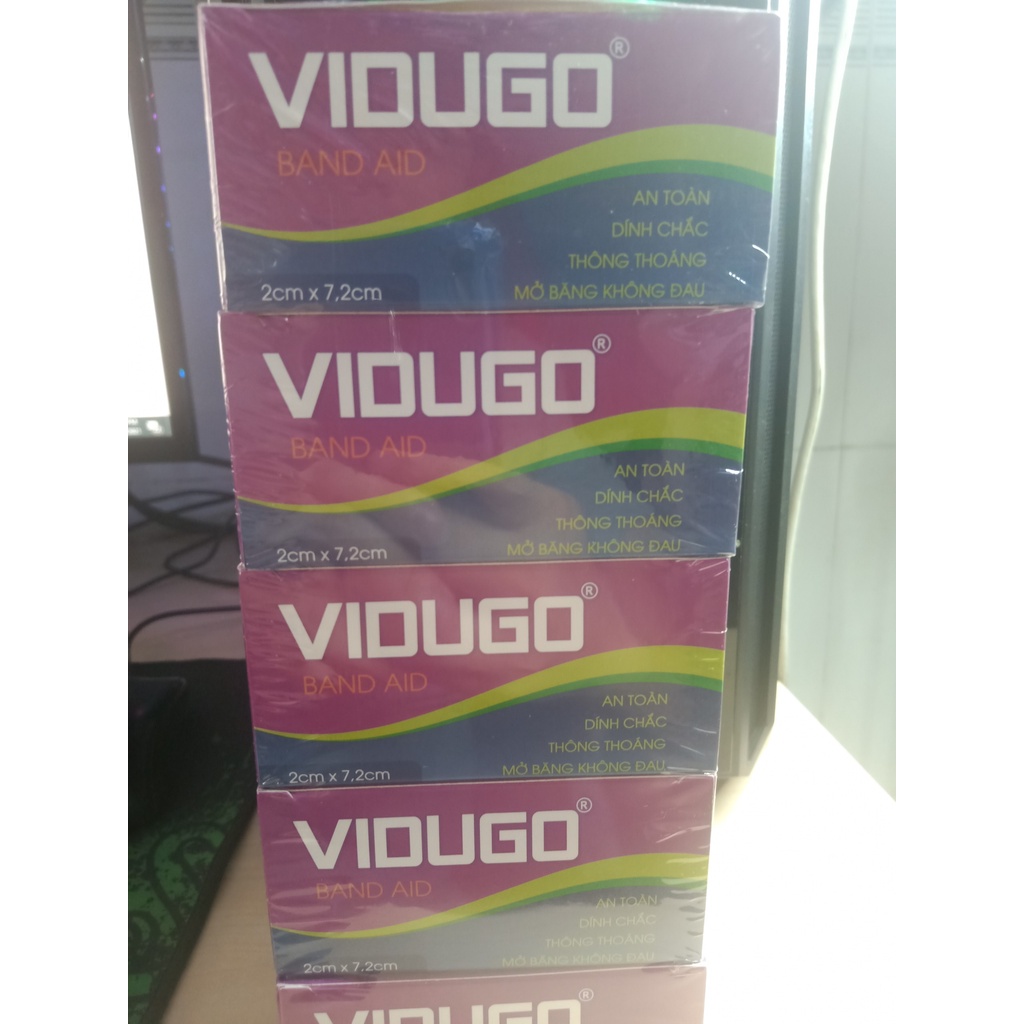 VIDUGO®
BAND AID
AN TOÀN
DÍNH CHẮC
THÔNG THOÁNG
2cm x 7,2cm
MỞ BĂNG KHÔNG ĐAU
VIDUGO®
BAND AID
AN TOÀN
DÍNH CHẮC
THÔNG THOÁNG
2cm x 7,2cm
MỞ BĂNG KHÔNG ĐAU
VIDUGO®
BAND AID
AN TOÀN
DÍNH CHẮC
THÔNG THOÁNG
2cm x 7,2cm
MỞ BĂNG KHÔNG ĐAU
VIDUGO®
BAND AID
AN TOÀN
DÍNH CHẮC
THÔNG THOÁNG
2cm x 7,2cm
MỞ BĂNG KHÔNG ĐAU
VIDUGO®